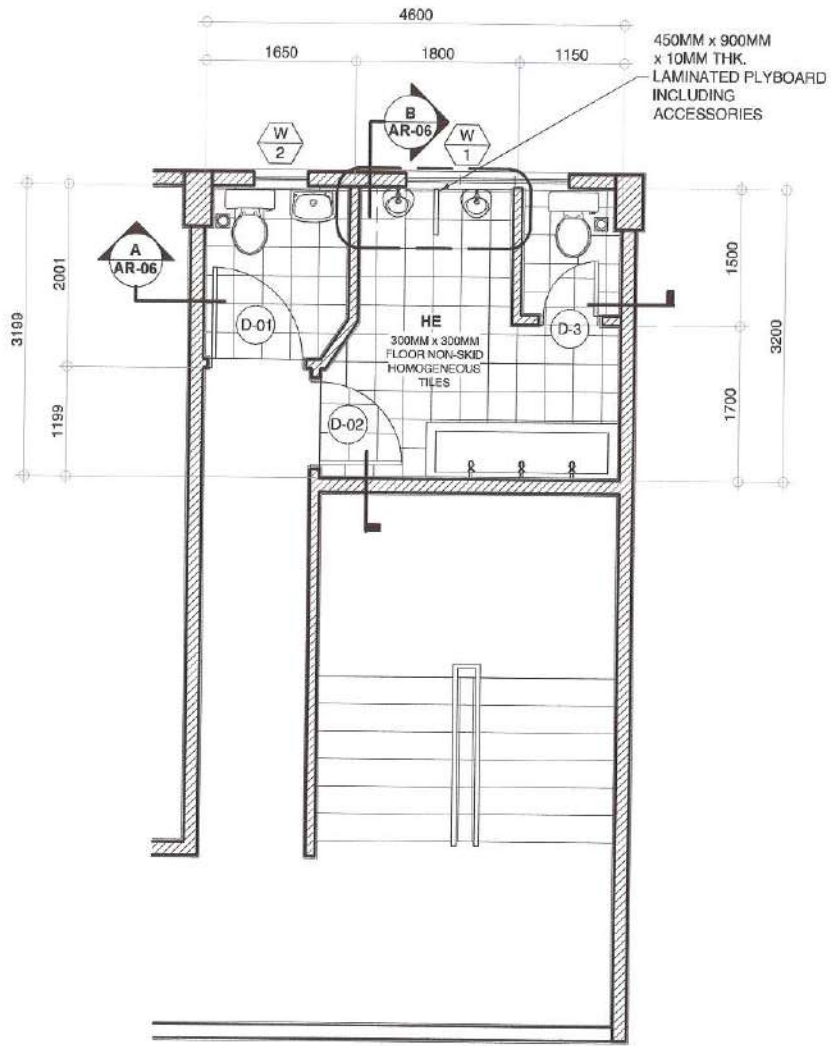 4600
1650
1800
1150
450MM x 900MM
x 10MM THK.
LAMINATED PLYBOARD
INCLUDING
ACCESSORIES
B
AR-06
W
2
W
1
A
AR-06
3199
2001
1199
1500
3200
1700
D-01
D-3
HE
300MM x 300MM
FLOOR NON-SKID
HOMOGENEOUS
TILES
D-02